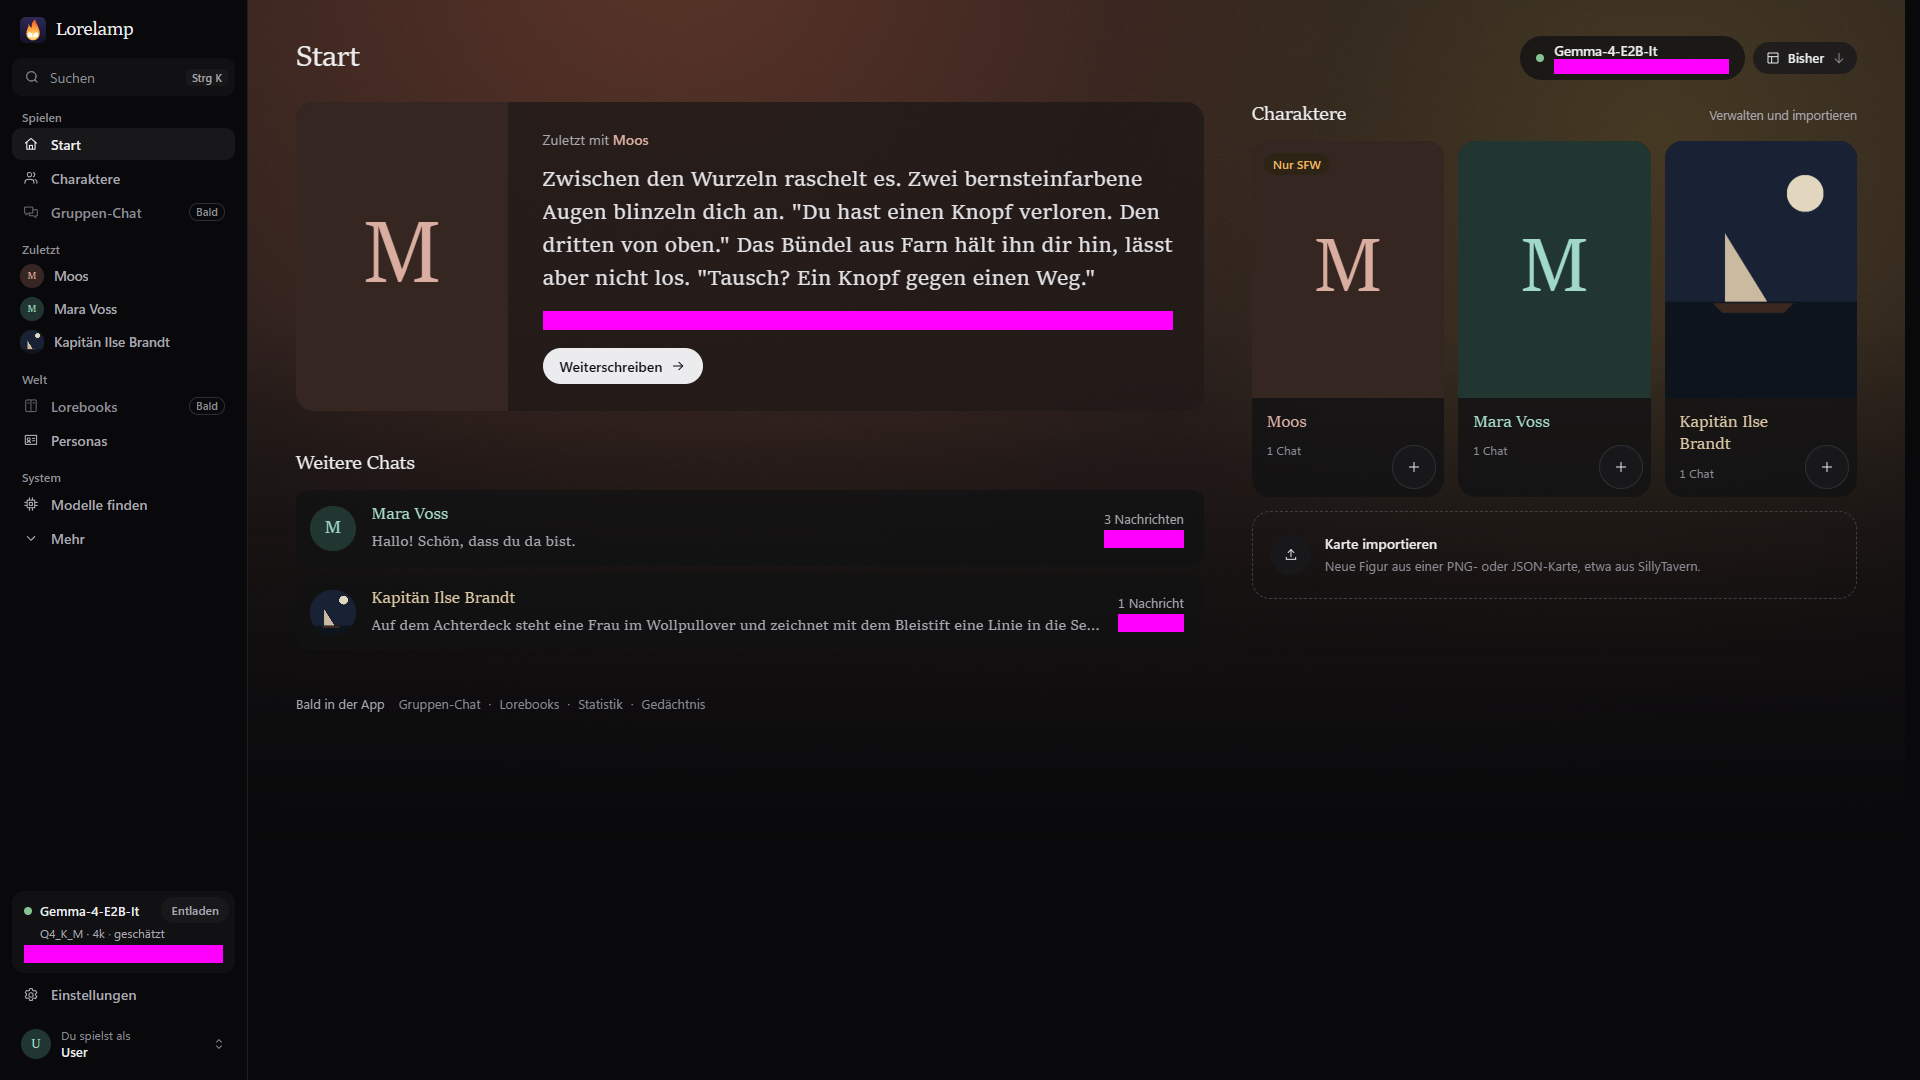 Lorelamp
Suchen
Strg K
Spielen
Start
Charaktere
Gruppen-Chat
Bald
Zuletzt
M
Moos
M
Mara Voss
Kapitän Ilse Brandt
Welt
Lorebooks
Bald
Personas
System
Modelle finden
Mehr
Gemma-4-E2B-It
Entladen
Q4_K_M · 4k · geschätzt
Einstellungen
U
Du spielst als
User
Start
Gemma-4-E2B-It
Bisher
M
Zuletzt mit Moos
Zwischen den Wurzeln raschelt es. Zwei bernsteinfarbene
Augen blinzeln dich an. "Du hast einen Knopf verloren. Den
dritten von oben." Das Bündel aus Farn hält ihn dir hin, lässt
aber nicht los. "Tausch? Ein Knopf gegen einen Weg."
Weiterschreiben
Weitere Chats
M
Mara Voss
Hallo! Schön, dass du da bist.
3 Nachrichten
Kapitän Ilse Brandt
Auf dem Achterdeck steht eine Frau im Wollpullover und zeichnet mit dem Bleistift eine Linie in die Se...
1 Nachricht
Bald in der App Gruppen-Chat · Lorebooks · Statistik · Gedächtnis
Charaktere
Verwalten und importieren
Nur SFW
M
Moos
1 Chat
M
Mara Voss
1 Chat
Kapitän Ilse
Brandt
1 Chat
Karte importieren
Neue Figur aus einer PNG- oder JSON-Karte, etwa aus SillyTavern.